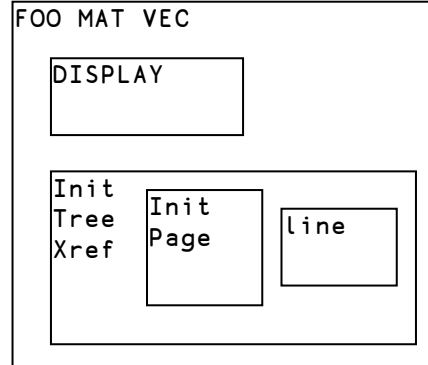 FOO MAT VEC
DISPLAY
Init
Tree
Xref
Init
Page
line